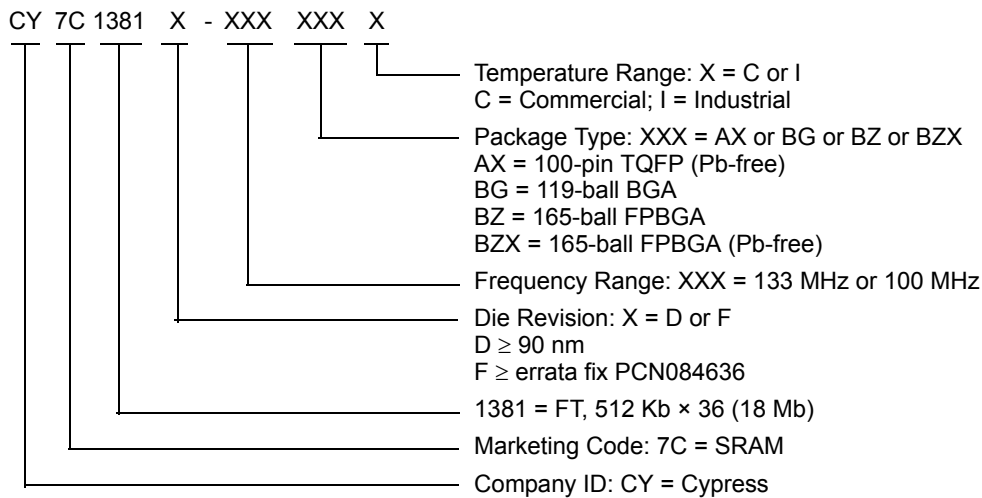 CY 7C 1381 X - XXX XXX X
Temperature Range: X = C or I
C = Commercial; I = Industrial
Package Type: XXX = AX or BG or BZ or BZX
AX = 100-pin TQFP (Pb-free)
BG = 119-ball BGA
BZ = 165-ball FPBGA
BZX = 165-ball FPBGA (Pb-free)
Frequency Range: XXX = 133 MHz or 100 MHz
Die Revision: X = D or F
D ≥ 90 nm
F ≥ errata fix PCN084636
1381 = FT, 512 Kb × 36 (18 Mb)
Marketing Code: 7C = SRAM
Company ID: CY = Cypress